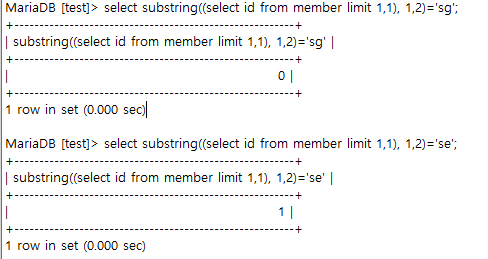 MariaDB [test]> select substring((select id from member limit 1,1), 1,2)='sg';
+-------------------------------------------------------+
| substring((select id from member limit 1,1), 1,2)='sg' |
+-------------------------------------------------------+
|                                                     0 |
+-------------------------------------------------------+
1 row in set (0.000 sec)
MariaDB [test]> select substring((select id from member limit 1,1), 1,2)='se';
+-------------------------------------------------------+
| substring((select id from member limit 1,1), 1,2)='se' |
+-------------------------------------------------------+
|                                                     1 |
+-------------------------------------------------------+
1 row in set (0.000 sec)